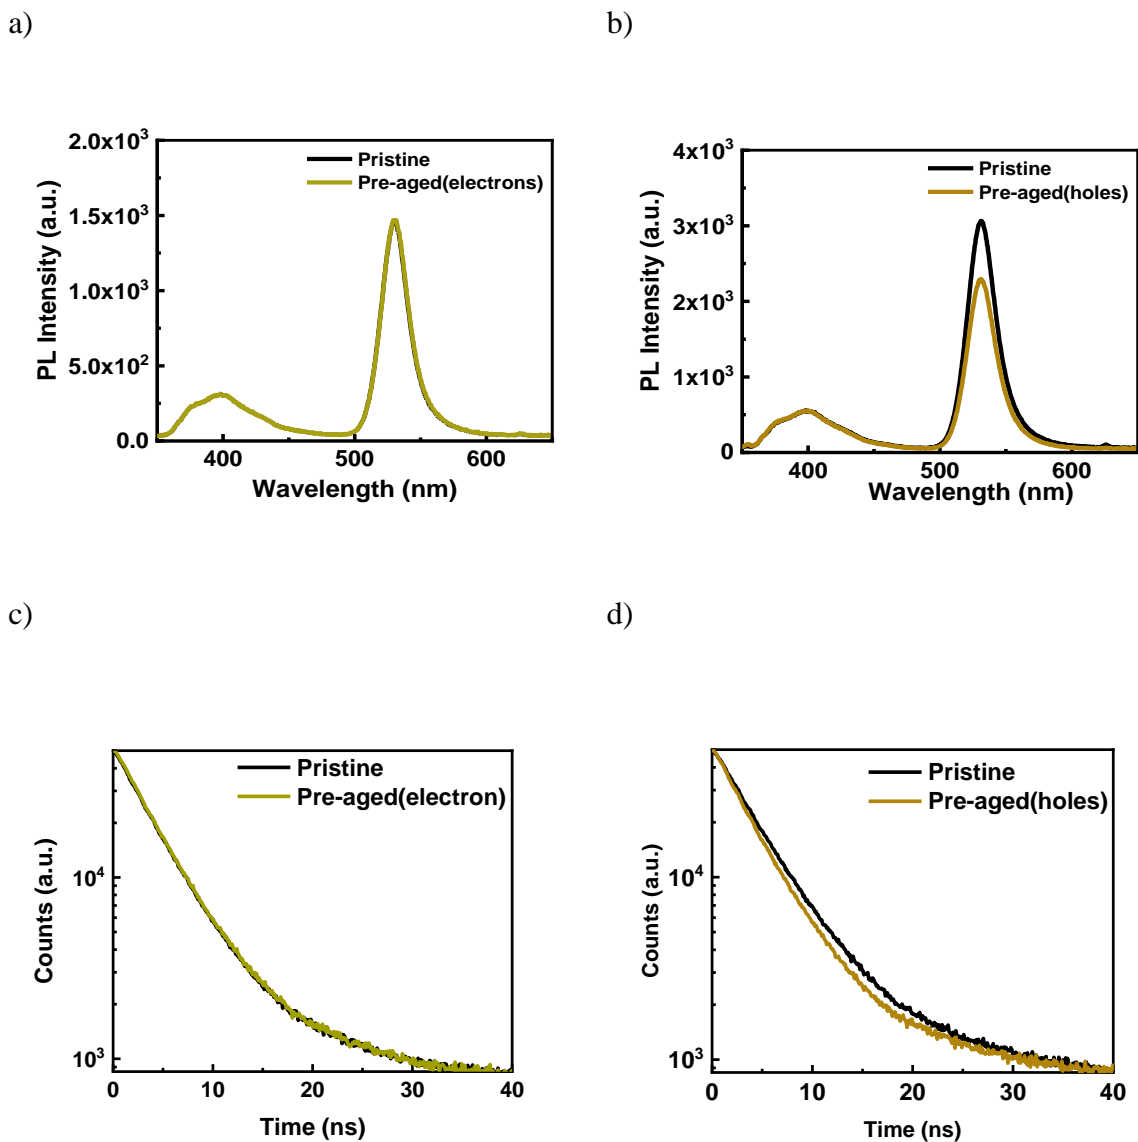 a)
b)
2.0x10³
1.5x10³
1.0x10³
5.0x10²
0.0
PL Intensity (a.u.)
Pristine
Pre-aged(electrons)
400
500
600
Wavelength (nm)
4x10³
3x10³
2x10³
1x10³
0
PL Intensity (a.u.)
Pristine
Pre-aged(holes)
400
500
600
Wavelength (nm)
c)
d)
10⁴
10³
Counts (a.u.)
Pristine
Pre-aged(electron)
0
10
20
30
40
Time (ns)
10⁴
10³
Counts (a.u.)
Pristine
Pre-aged(holes)
0
10
20
30
40
Time (ns)